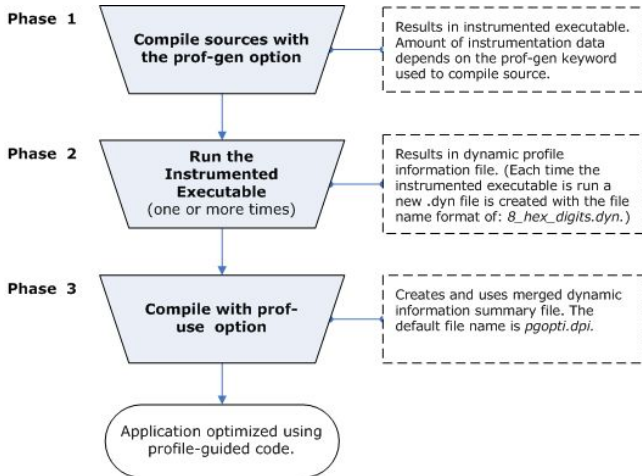 Phase 1
Compile sources with
the prof-gen option
Results in instrumented executable.
Amount of instrumentation data
depends on the prof-gen keyword
used to compile source.
Phase 2
Run the
Instrumented
Executable
(one or more times)
Results in dynamic profile
information file. (Each time the
instrumented executable is run a
new .dyn file is created with the file
name format of: 8_hex_digits.dyn.)
Phase 3
Compile with prof-
use option
Creates and uses merged dynamic
information summary file. The
default file name is pgopti.dpi.
Application optimized using
profile-guided code.